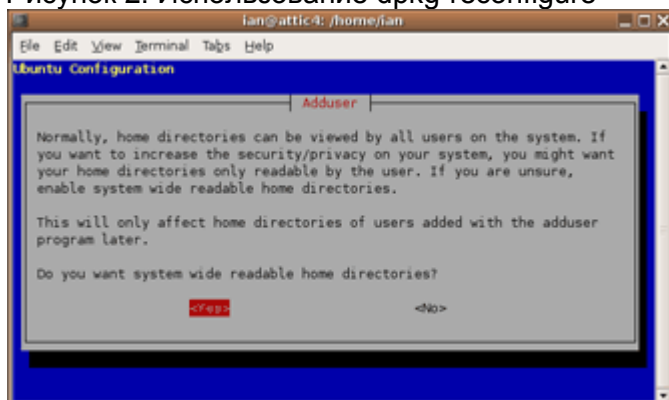 Рисунок 2. Использование dpkg-reconfigure
ian@attic4: /home/ian
File Edit View Terminal Tabs Help
Ubuntu Configuration
Adduser
Normally, home directories can be viewed by all users on the system. If
you want to increase the security/privacy on your system, you might want
your home directories only readable by the user. If you are unsure,
enable system wide readable home directories.
This will only affect home directories of users added with the adduser
program later.
Do you want system wide readable home directories?
<Yes> <No>